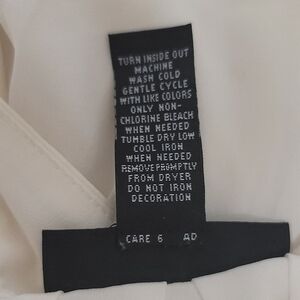 TURN INSIDE OUT
MACHINE
WASH COLD
GENTLE CYCLE
WITH LIKE COLORS
ONLY NON-
CHLORINE BLEACH
WHEN NEEDED
TUMBLE DRY LOW
COOL IRON
WHEN NEEDED
REMOVE PROMPTLY
FROM DRYER
DO NOT IRON
DECORATION
CARE 6 AD